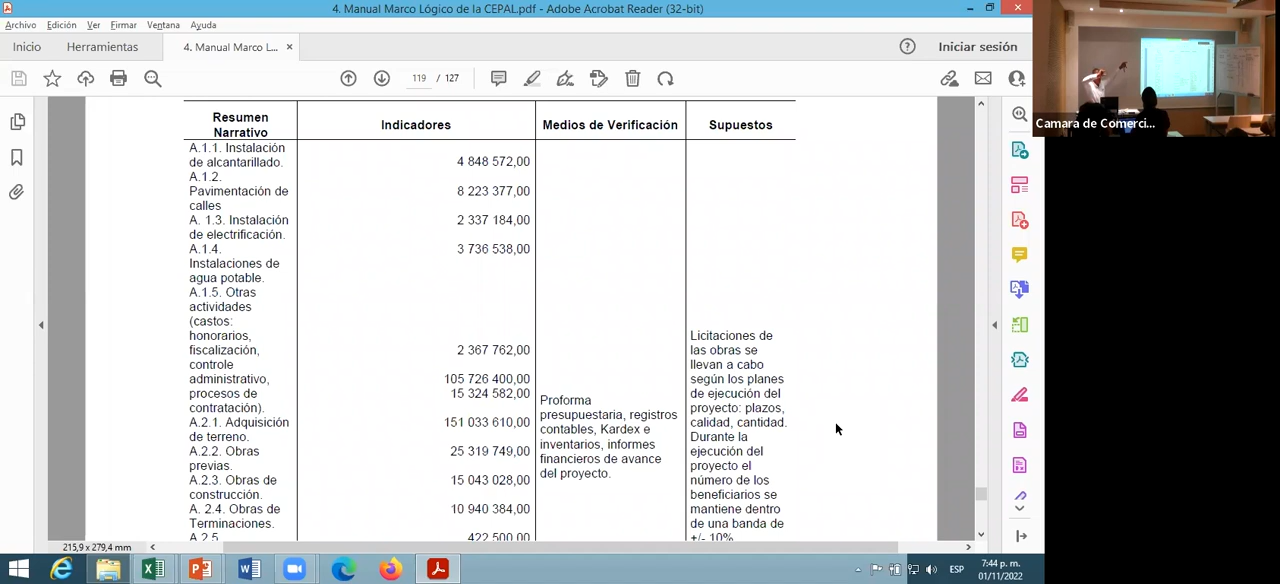 4. Manual Marco Lógico de la CEPAL.pdf - Adobe Acrobat Reader (32-bit)
Archivo Edición Ver Firmar Ventana Ayuda
Inicio Herramientas 4. Manual Marco L... × Iniciar sesión
119 / 127
Camara de Comerci...
Resumen Narrativo Indicadores Medios de Verificación Supuestos
A.1.1. Instalación
de alcantarillado.
4 848 572,00
A.1.2.
Pavimentación de
calles
8 223 377,00
A. 1.3. Instalación
de electrificación.
2 337 184,00
A.1.4.
Instalaciones de
agua potable.
3 736 538,00
A.1.5. Otras
actividades
(castos:
honorarios,
fiscalización,
controle
administrativo,
procesos de
contratación).
2 367 762,00
105 726 400,00
15 324 582,00
A.2.1. Adquisición
de terreno.
151 033 610,00
A.2.2. Obras
previas.
25 319 749,00
A.2.3. Obras de
construcción.
15 043 028,00
A. 2.4. Obras de
Terminaciones.
10 940 384,00
A.2.5.
422 500,00
Proforma
presupuestaria, registros
contables, Kardex e
inventarios, informes
financieros de avance
del proyecto.
Licitaciones de
las obras se
llevan a cabo
según los planes
de ejecución del
proyecto: plazos,
calidad, cantidad.
Durante la
ejecución del
proyecto el
número de los
beneficiarios se
mantiene dentro
de una banda de
+/- 10%
215,9 x 279,4 mm
ESP
7:44 p. m.
01/11/2022